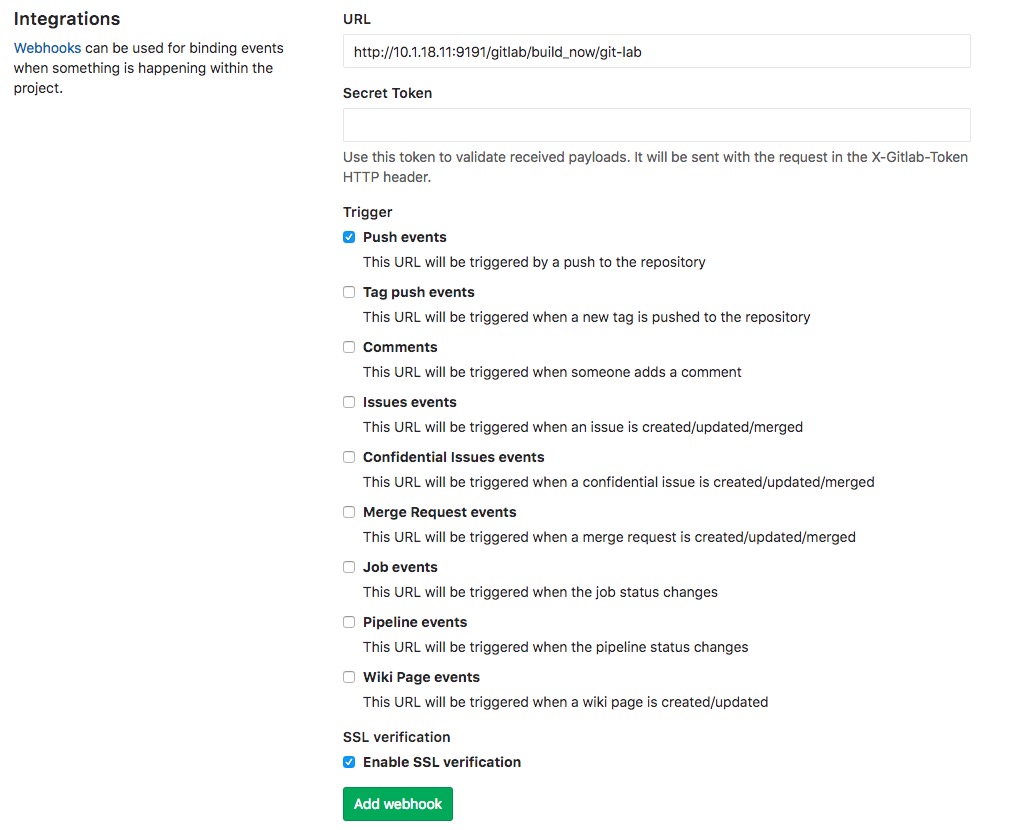 Integrations
Webhooks can be used for binding events
when something is happening within the
project.
URL
http://10.1.18.11:9191/gitlab/build_now/git-lab
Secret Token
Use this token to validate received payloads. It will be sent with the request in the X-Gitlab-Token
HTTP header.
Trigger
Push events
This URL will be triggered by a push to the repository
Tag push events
This URL will be triggered when a new tag is pushed to the repository
Comments
This URL will be triggered when someone adds a comment
Issues events
This URL will be triggered when an issue is created/updated/merged
Confidential Issues events
This URL will be triggered when a confidential issue is created/updated/merged
Merge Request events
This URL will be triggered when a merge request is created/updated/merged
Job events
This URL will be triggered when the job status changes
Pipeline events
This URL will be triggered when the pipeline status changes
Wiki Page events
This URL will be triggered when a wiki page is created/updated
SSL verification
Enable SSL verification
Add webhook